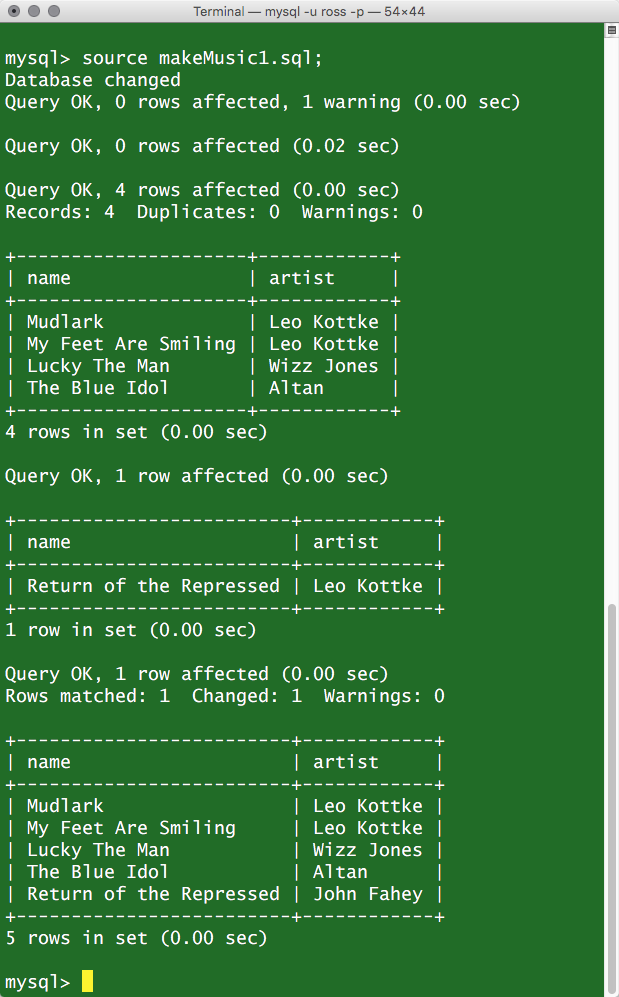 Terminal — mysql -u ross -p — 54×44
mysql> source makeMusic1.sql;
Database changed
Query OK, 0 rows affected, 1 warning (0.00 sec)

Query OK, 0 rows affected (0.02 sec)

Query OK, 4 rows affected (0.00 sec)
Records: 4  Duplicates: 0  Warnings: 0

+---------------------+------------+
| name                | artist     |
+---------------------+------------+
| Mudlark             | Leo Kottke |
| My Feet Are Smiling | Leo Kottke |
| Lucky The Man       | Wizz Jones |
| The Blue Idol       | Altan      |
+---------------------+------------+
4 rows in set (0.00 sec)

Query OK, 1 row affected (0.00 sec)

+-------------------------+------------+
| name                    | artist     |
+-------------------------+------------+
| Return of the Repressed | Leo Kottke |
+-------------------------+------------+
1 row in set (0.00 sec)

Query OK, 1 row affected (0.00 sec)
Rows matched: 1  Changed: 1  Warnings: 0

+-------------------------+------------+
| name                    | artist     |
+-------------------------+------------+
| Mudlark                 | Leo Kottke |
| My Feet Are Smiling     | Leo Kottke |
| Lucky The Man           | Wizz Jones |
| The Blue Idol           | Altan      |
| Return of the Repressed | John Fahey |
+-------------------------+------------+
5 rows in set (0.00 sec)

mysql>